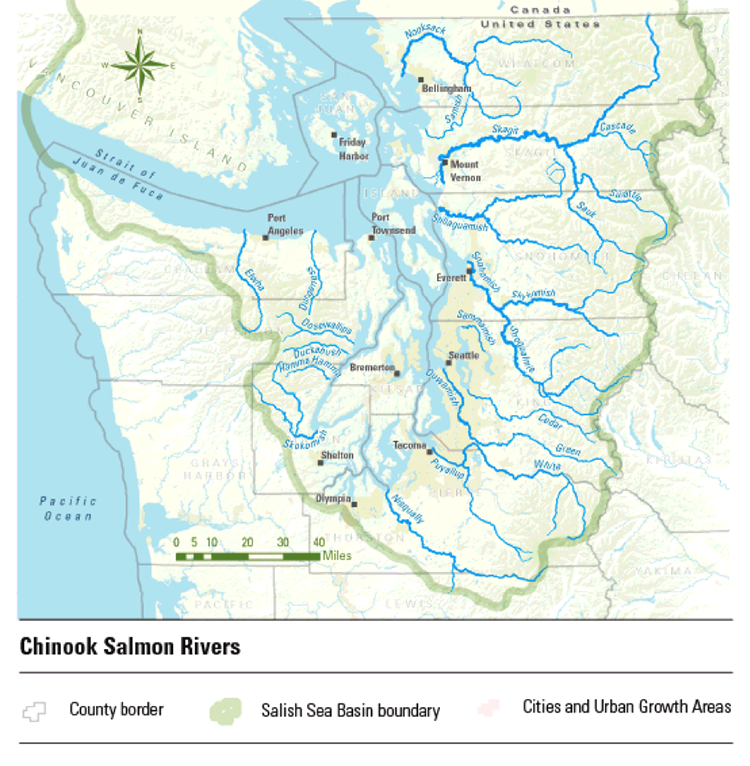 Canada
United States
Nooksack
WHATCOM
N
W
E
S
VANCOUVER ISLAND
Bellingham
Samish
SAN
JUAN
Friday
Harbor
Skagit
Cascade
SKAGIT
Mount
Vernon
Strait of
Juan de Fuca
ISLAND
Suiattle
Sauk
Port
Angeles
Port
Townsend
Stillaguamish
SNOHOMISH
CHELAN
CLALLAM
Elwha
Dungeness
Everett
Snohomish
Skykomish
Dosewallips
Sammamish
Snoqualmie
Duckabush
Hamma Hamma
Seattle
Bremerton
KITSAP
Duwamish
KING
Cedar
Skokomish
Tacoma
Green
Shelton
White
KITTITAS
GRAYS
HARBOR
Puyallup
PIERCE
Pacific
Ocean
Olympia
Nisqually
THURSTON
0 5 10 20 30 40
Miles
YAKIMA
PACIFIC
LEWIS
Chinook Salmon Rivers
County border
Salish Sea Basin boundary
Cities and Urban Growth Areas